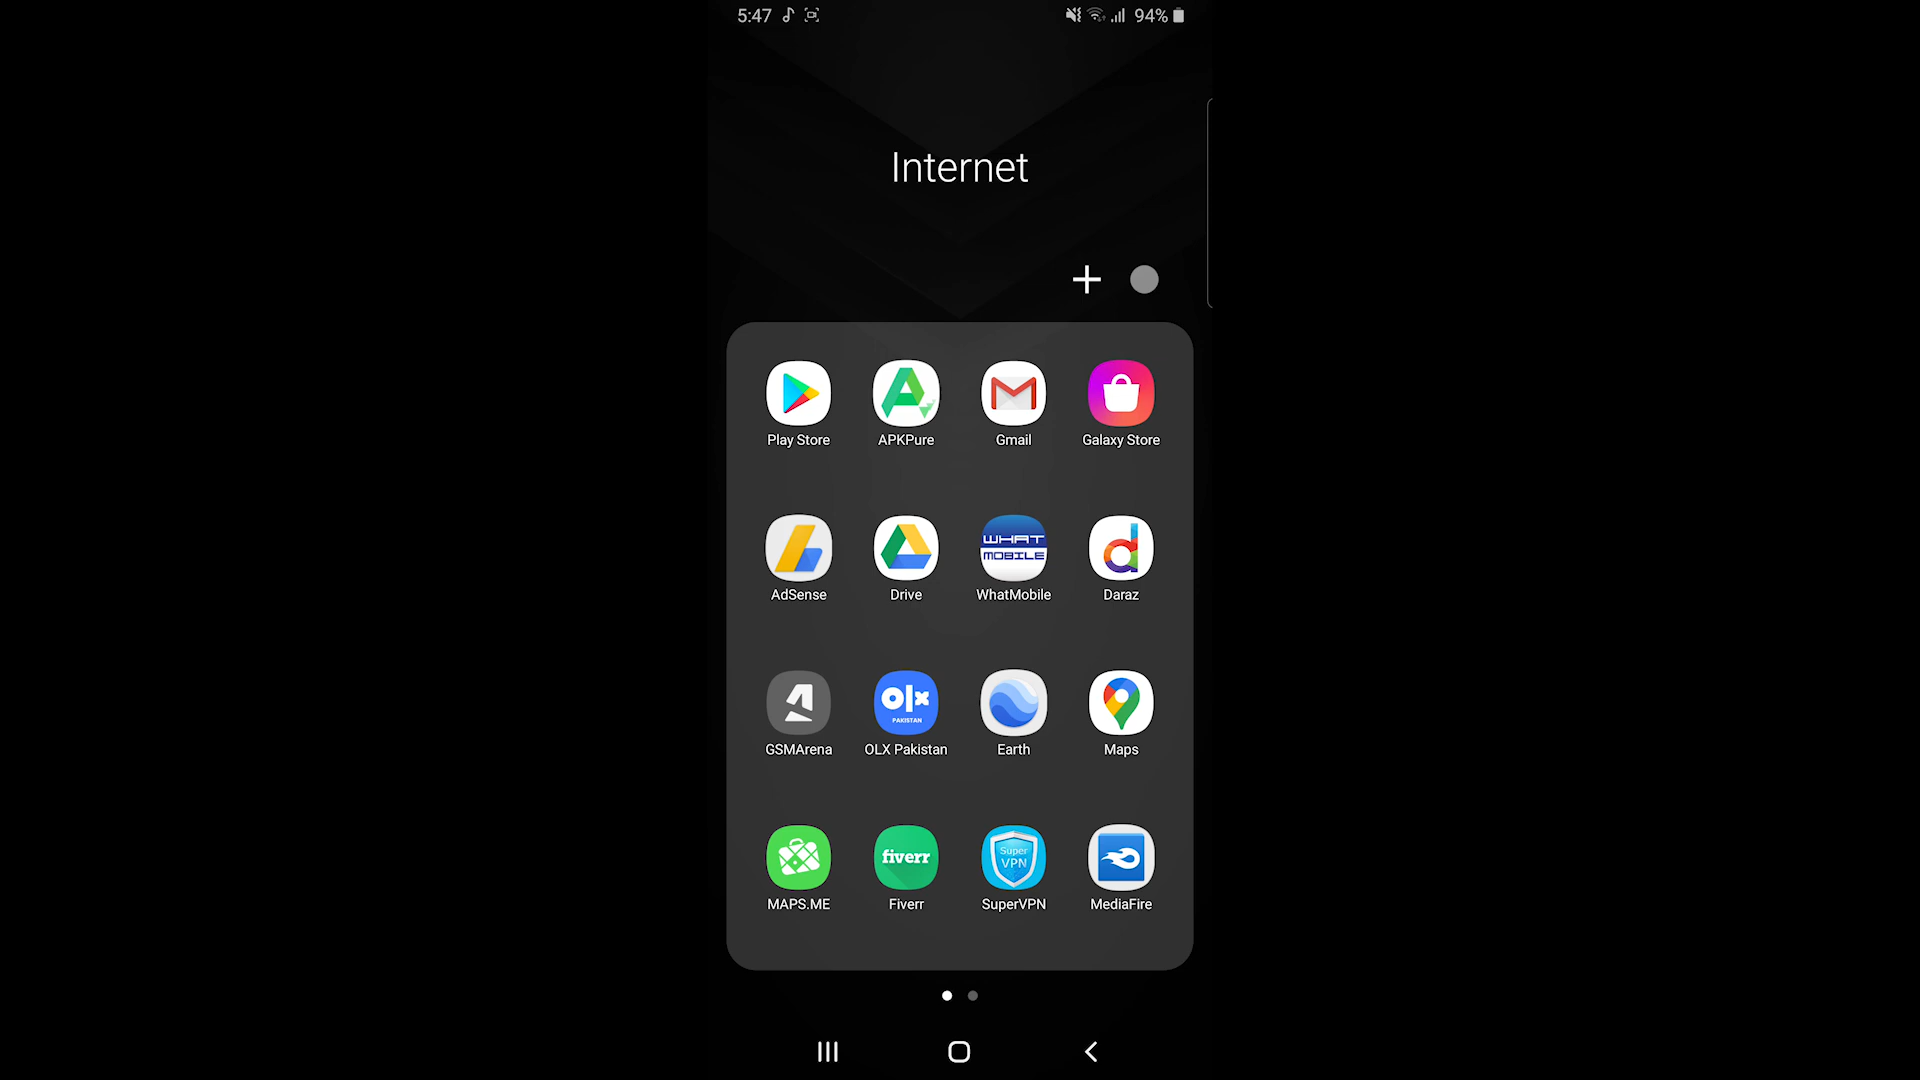 5:47 94%
Internet
Play Store APKPure Gmail Galaxy Store
WHAT
MOBILE
AdSense Drive WhatMobile Daraz
olx
PAKISTAN
GSMArena OLX Pakistan Earth Maps
fiverr Super
VPN
MAPS.ME Fiverr SuperVPN MediaFire